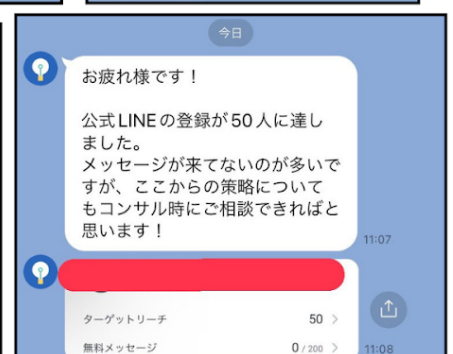 今日
お疲れ様です！
公式LINEの登録が50人に達し
ました。
メッセージが来てないのが多いで
すが、ここからの策略について
もコンサル時にご相談できればと
思います！
11:07
ターゲットリーチ 50 >
無料メッセージ 0 / 200 >
11:08